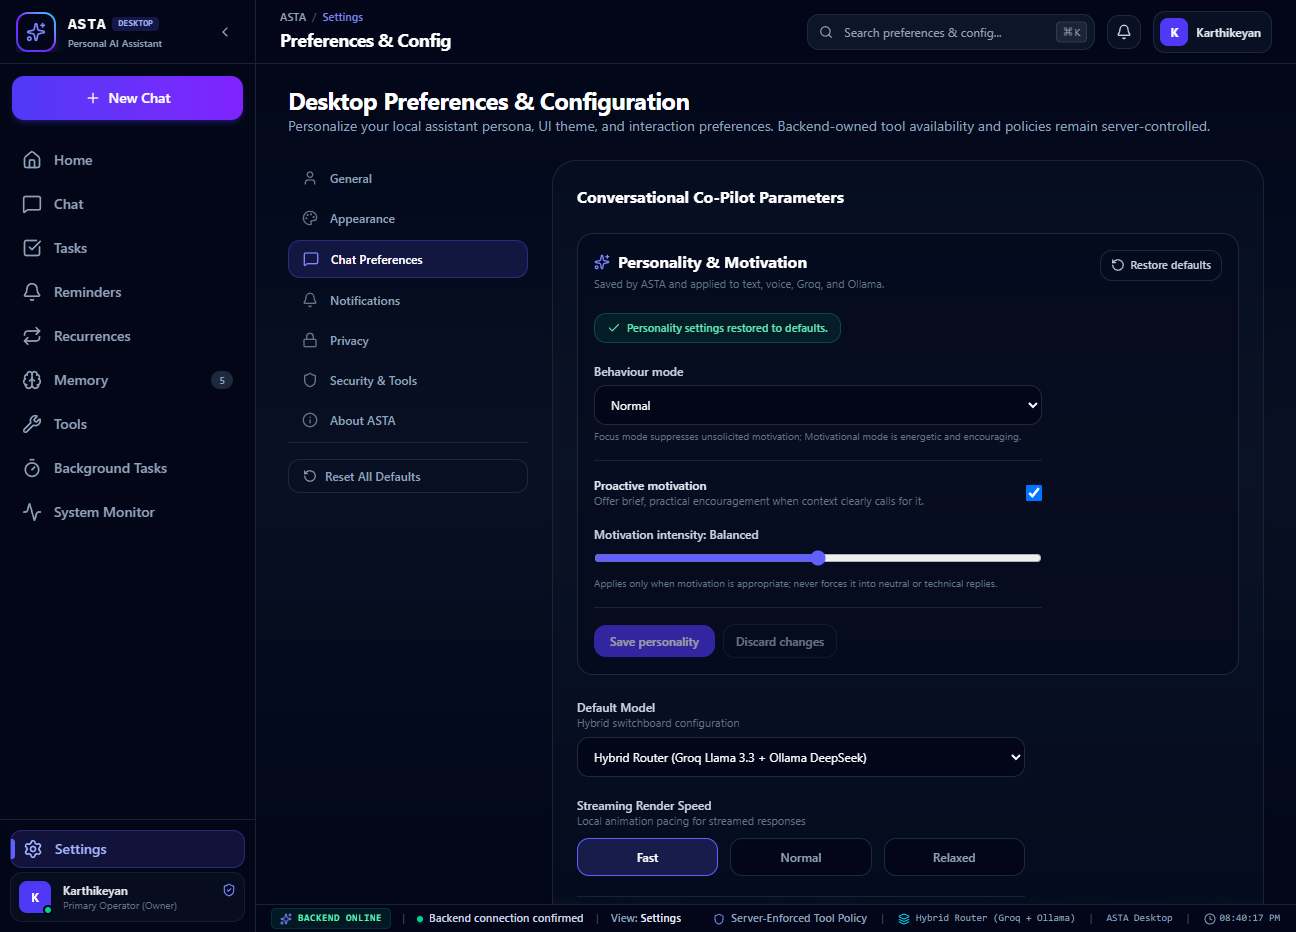 ASTA DESKTOP
Personal AI Assistant
New Chat
Home
Chat
Tasks
Reminders
Recurrences
Memory 5
Tools
Background Tasks
System Monitor
Settings
K Karthikeyan
Primary Operator (Owner)
ASTA / Settings
Preferences & Config
Search preferences & config... ⌘K
K Karthikeyan
Desktop Preferences & Configuration
Personalize your local assistant persona, UI theme, and interaction preferences. Backend-owned tool availability and policies remain server-controlled.
General
Appearance
Chat Preferences
Notifications
Privacy
Security & Tools
About ASTA
Reset All Defaults
Conversational Co-Pilot Parameters
Personality & Motivation
Saved by ASTA and applied to text, voice, Groq, and Ollama.
Restore defaults
Personality settings restored to defaults.
Behaviour mode
Normal
Focus mode suppresses unsolicited motivation; Motivational mode is energetic and encouraging.
Proactive motivation
Offer brief, practical encouragement when context clearly calls for it.
Motivation intensity: Balanced
Applies only when motivation is appropriate; never forces it into neutral or technical replies.
Save personality
Discard changes
Default Model
Hybrid switchboard configuration
Hybrid Router (Groq Llama 3.3 + Ollama DeepSeek)
Streaming Render Speed
Local animation pacing for streamed responses
Fast
Normal
Relaxed
BACKEND ONLINE | Backend connection confirmed | View: Settings Server-Enforced Tool Policy | Hybrid Router (Groq + Ollama) | ASTA Desktop | 08:40:17 PM